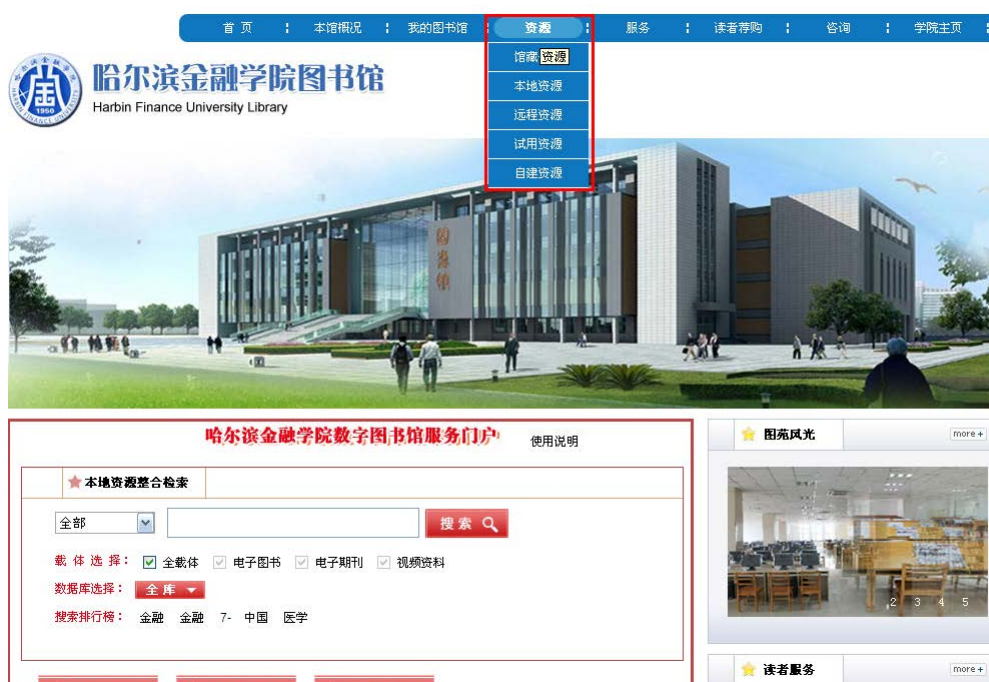 首 页 ⁝ 本馆概况 ⁝ 我的图书馆 ⁝ 资源 ⁝ 服务 ⁝ 读者荐购 ⁝ 咨询 ⁝ 学院主页
馆藏 资源
本地资源
远程资源
试用资源
自建资源
1950
哈尔滨金融学院图书馆
Harbin Finance University Library
图书馆
哈尔滨金融学院数字图书馆服务门户 使用说明
本地资源整合检索
全部 搜 索
载 体 选 择： 全载体 电子图书 电子期刊 视频资料
数据库选择： 全 库
搜索排行榜： 金融 金融 7- 中国 医学
图苑风光 more+
2 3 4 5
读者服务 more+